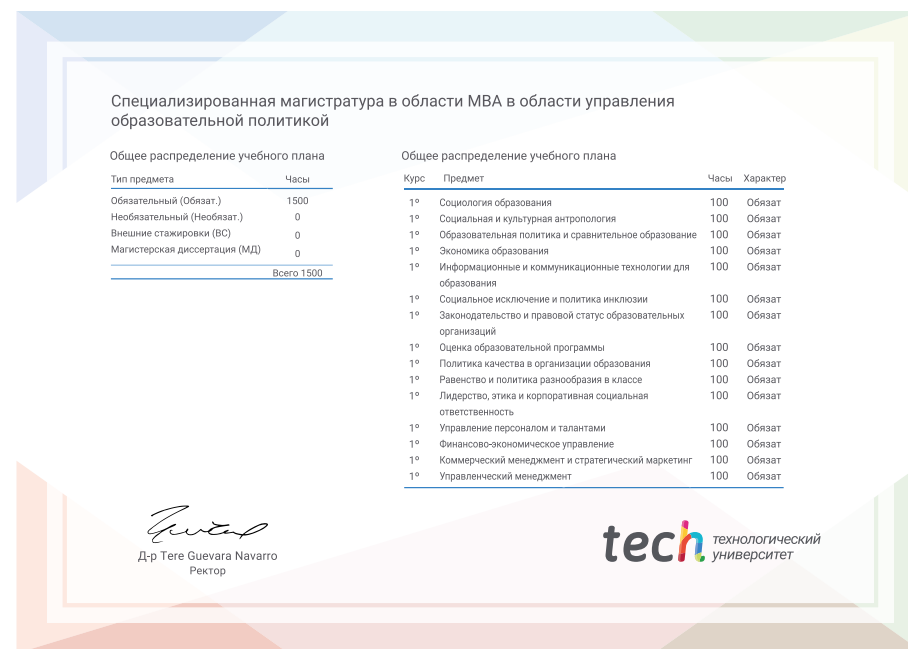 Специализированная магистратура в области MBA в области управления
образовательной политикой
Общее распределение учебного плана
Тип предмета Часы
Обязательный (Обязат.) 1500
Необязательный (Необязат.) 0
Внешние стажировки (ВС) 0
Магистерская диссертация (МД) 0
Всего 1500
Общее распределение учебного плана
Курс Предмет Часы Характер
1º Социология образования 100 Обязат
1º Социальная и культурная антропология 100 Обязат
1º Образовательная политика и сравнительное образование 100 Обязат
1º Экономика образования 100 Обязат
1º Информационные и коммуникационные технологии для 100 Обязат
образования
1º Социальное исключение и политика инклюзии 100 Обязат
1º Законодательство и правовой статус образовательных 100 Обязат
организаций
1º Оценка образовательной программы 100 Обязат
1º Политика качества в организации образования 100 Обязат
1º Равенство и политика разнообразия в классе 100 Обязат
1º Лидерство, этика и корпоративная социальная 100 Обязат
ответственность
1º Управление персоналом и талантами 100 Обязат
1º Финансово-экономическое управление 100 Обязат
1º Коммерческий менеджмент и стратегический маркетинг 100 Обязат
1º Управленческий менеджмент 100 Обязат
Д-р Tere Guevara Navarro
Ректор
tech технологический
университет